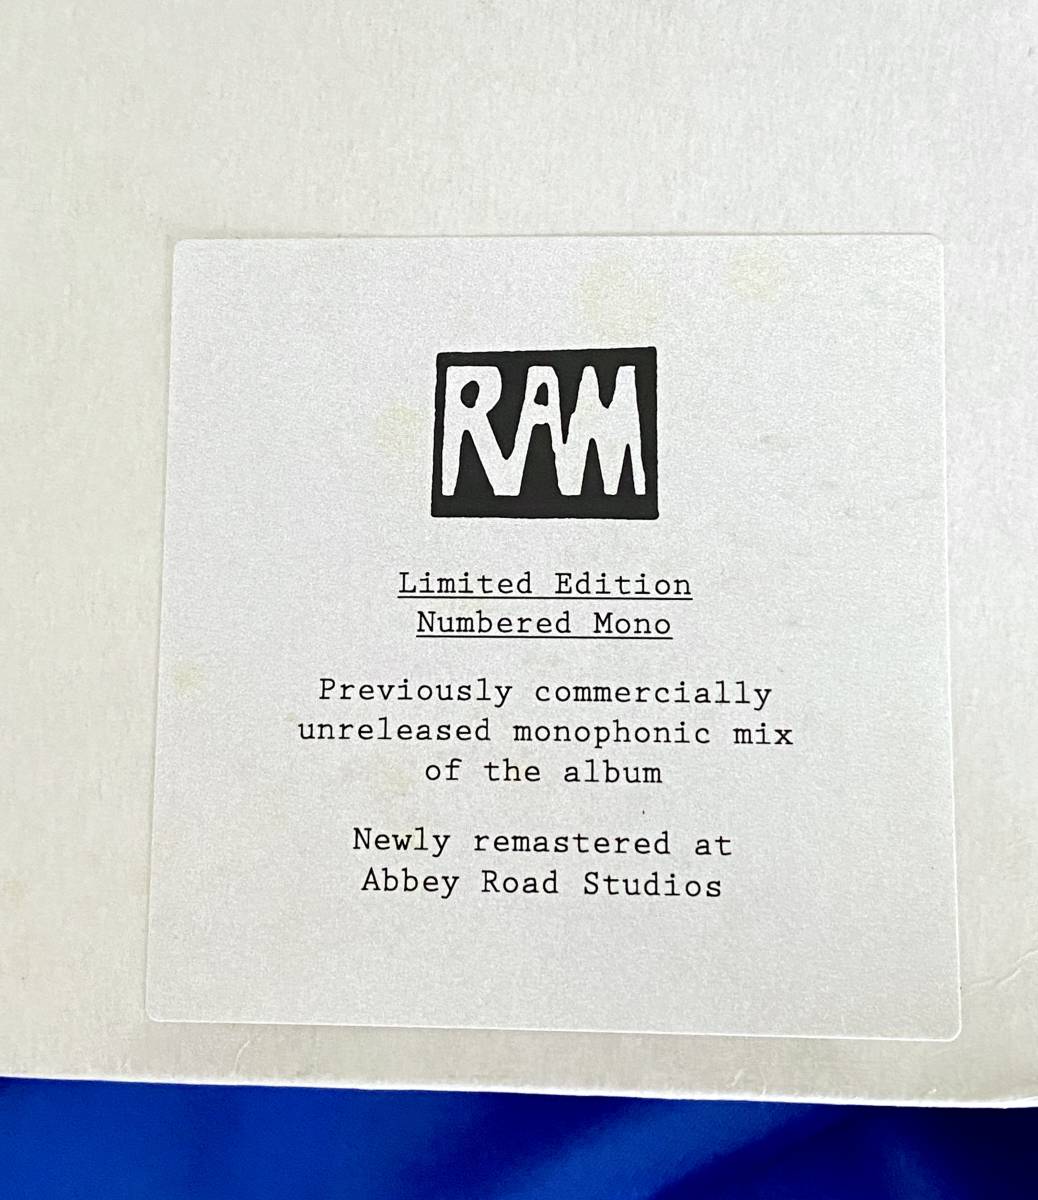 RAM
Limited Edition
Numbered Mono
Previously commercially
unreleased monophonic mix
of the album
Newly remastered at
Abbey Road Studios